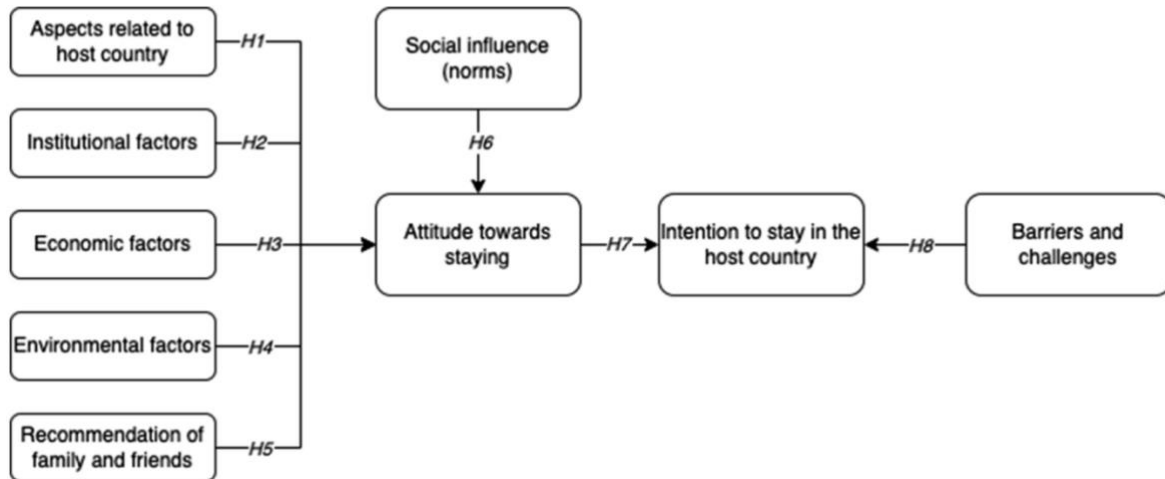 Aspects related to
host country
H1
Social influence
(norms)
Institutional factors
H2
H6
Economic factors
H3
Attitude towards
staying
H7
Intention to stay in the
host country
H8
Barriers and
challenges
Environmental factors
H4
Recommendation of
family and friends
H5